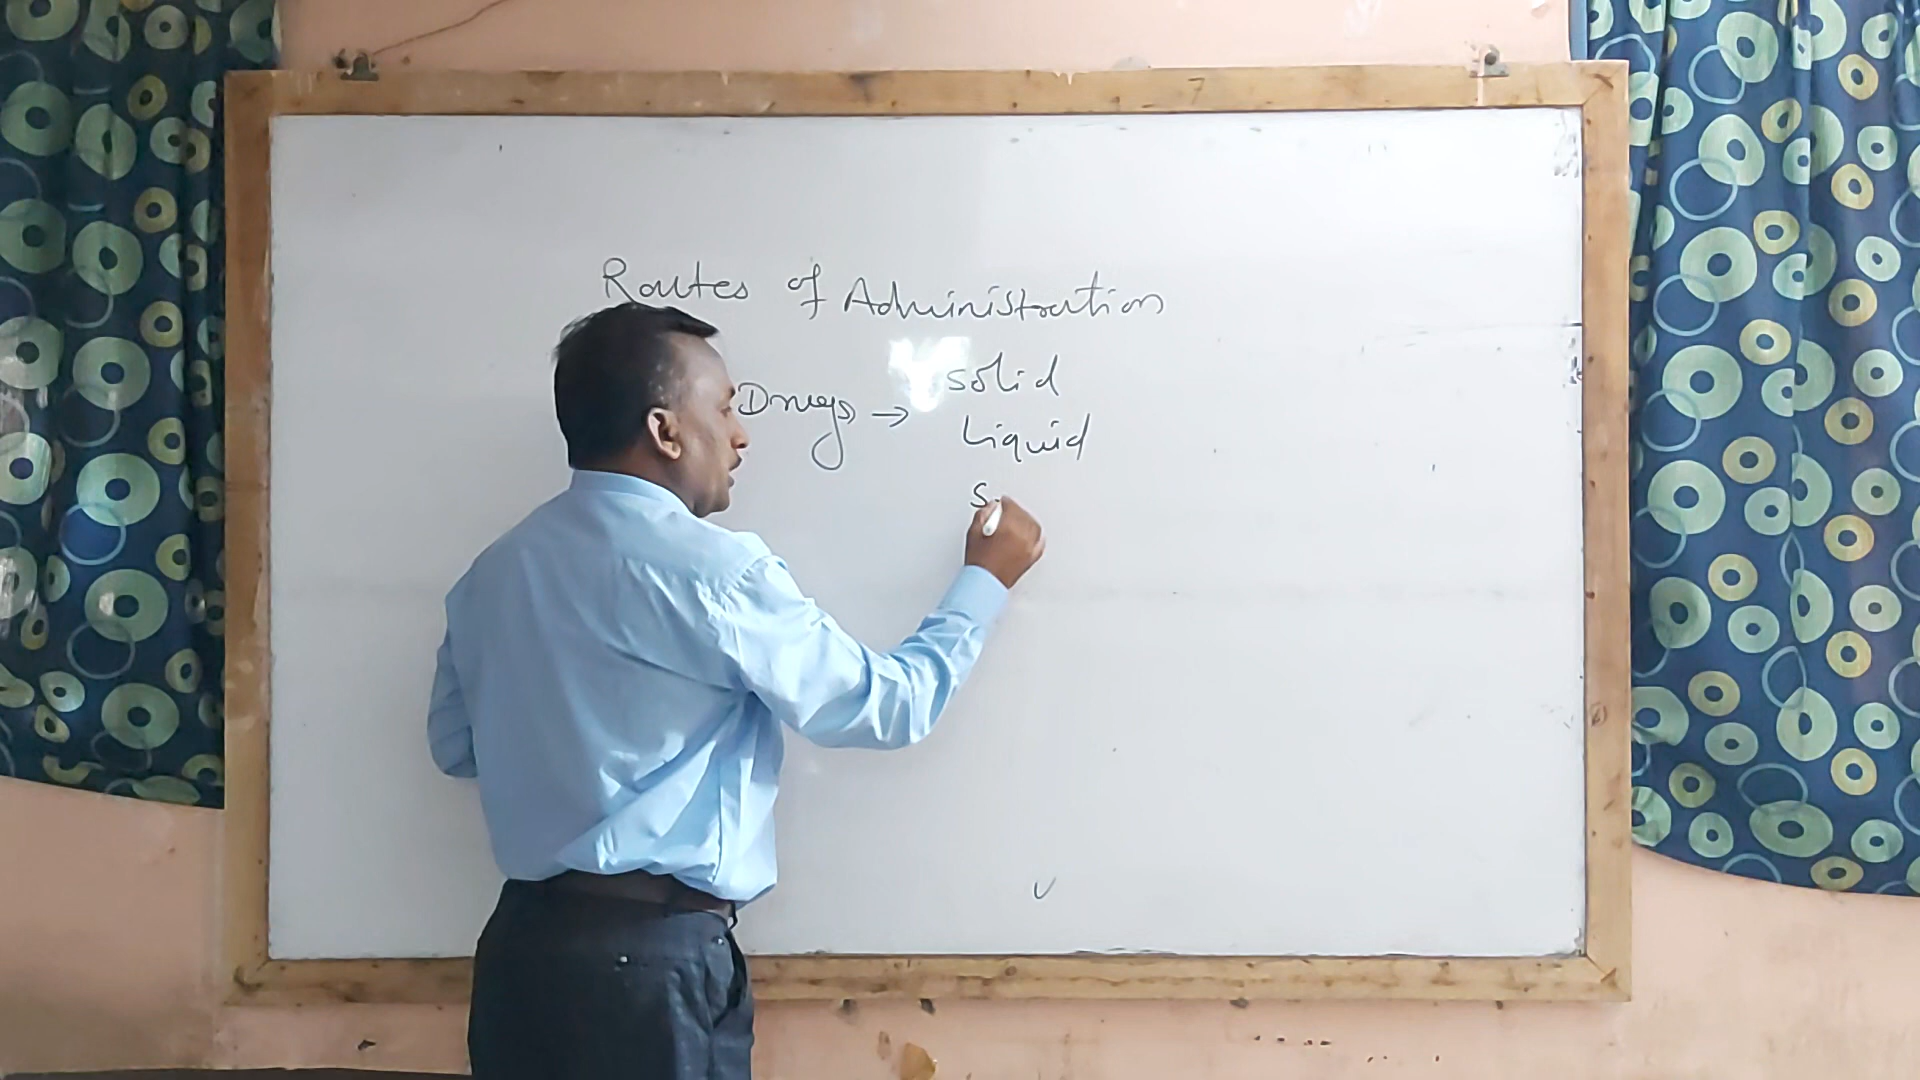 Routes of Administration
Drugs → solid
Liquid
S